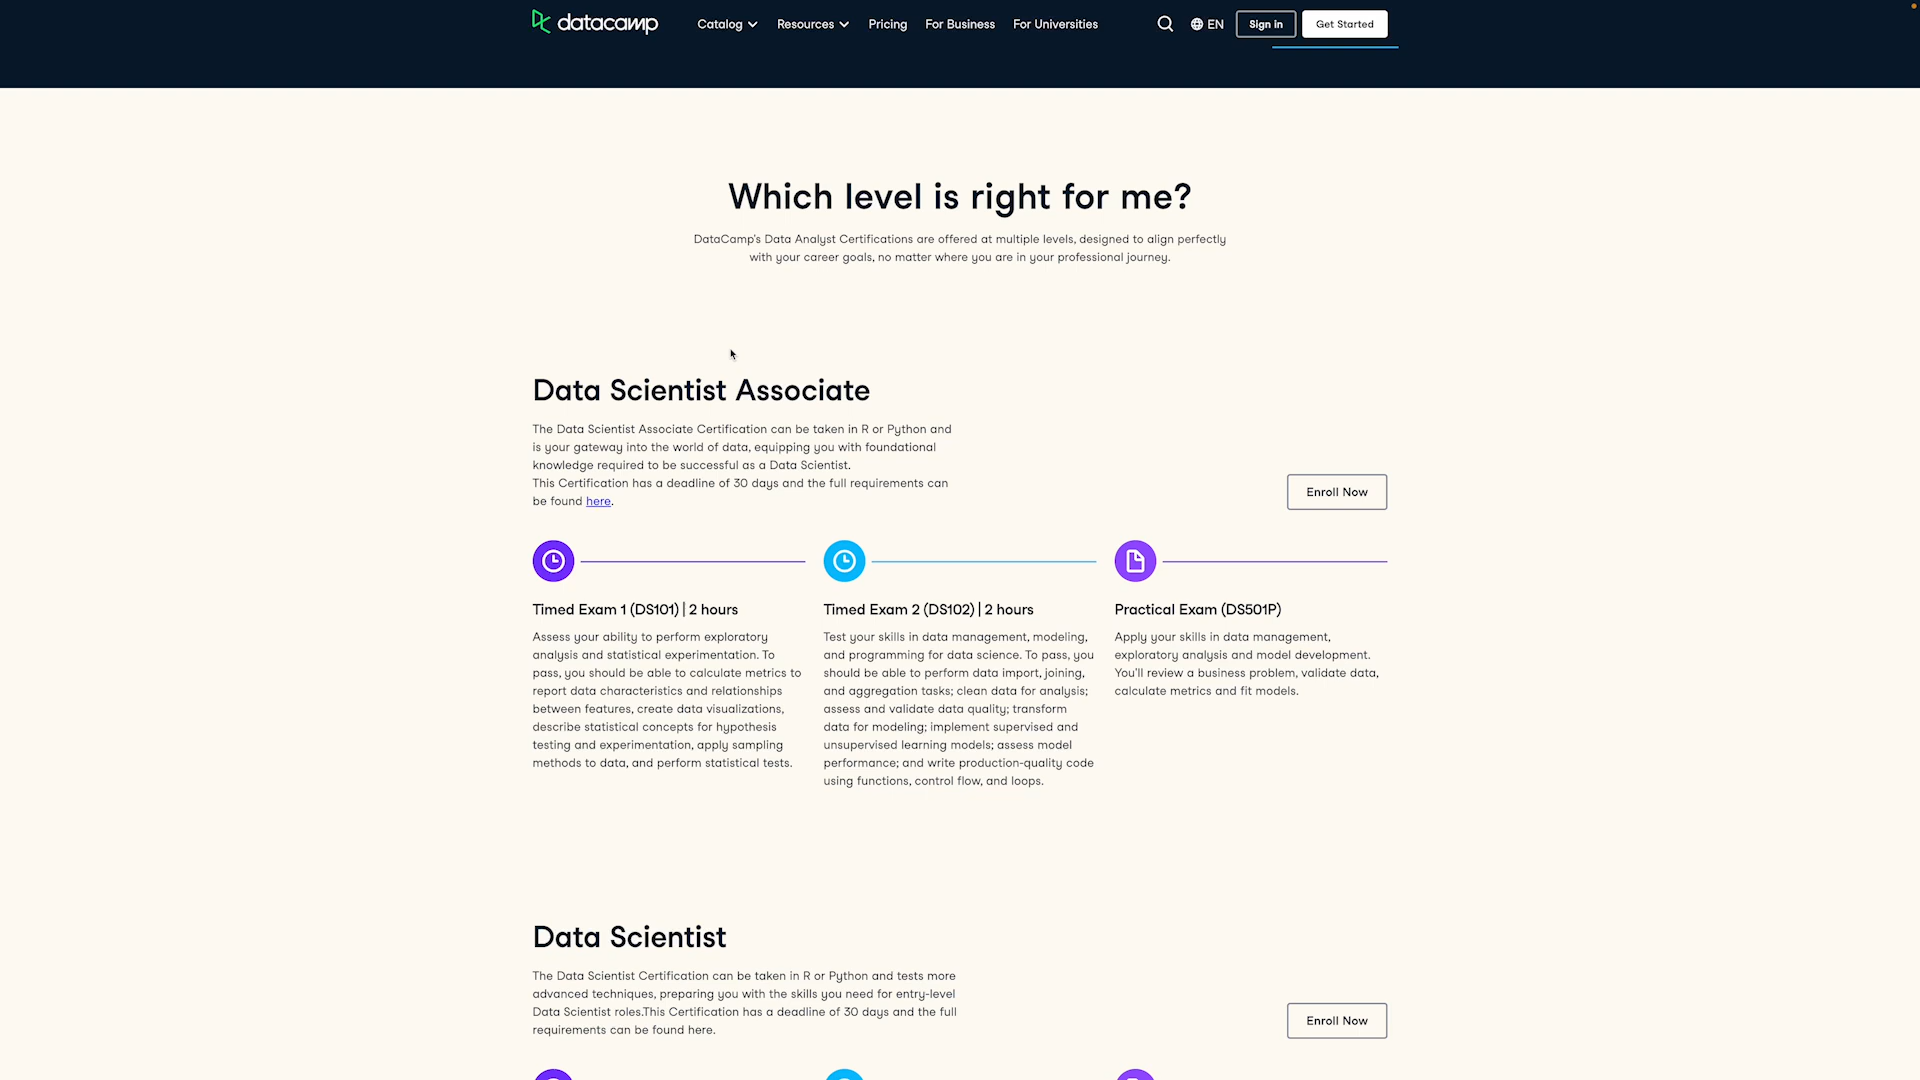 datacamp
Catalog
Resources
Pricing
For Business
For Universities
EN
Sign in
Get Started
Which level is right for me?
DataCamp's Data Analyst Certifications are offered at multiple levels, designed to align perfectly
with your career goals, no matter where you are in your professional journey.
Data Scientist Associate
The Data Scientist Associate Certification can be taken in R or Python and
is your gateway into the world of data, equipping you with foundational
knowledge required to be successful as a Data Scientist.
This Certification has a deadline of 30 days and the full requirements can
be found here.
Enroll Now
Timed Exam 1 (DS101) | 2 hours
Assess your ability to perform exploratory
analysis and statistical experimentation. To
pass, you should be able to calculate metrics to
report data characteristics and relationships
between features, create data visualizations,
describe statistical concepts for hypothesis
testing and experimentation, apply sampling
methods to data, and perform statistical tests.
Timed Exam 2 (DS102) | 2 hours
Test your skills in data management, modeling,
and programming for data science. To pass, you
should be able to perform data import, joining,
and aggregation tasks; clean data for analysis;
assess and validate data quality; transform
data for modeling; implement supervised and
unsupervised learning models; assess model
performance; and write production-quality code
using functions, control flow, and loops.
Practical Exam (DS501P)
Apply your skills in data management,
exploratory analysis and model development.
You'll review a business problem, validate data,
calculate metrics and fit models.
Data Scientist
The Data Scientist Certification can be taken in R or Python and tests more
advanced techniques, preparing you with the skills you need for entry-level
Data Scientist roles.This Certification has a deadline of 30 days and the full
requirements can be found here.
Enroll Now